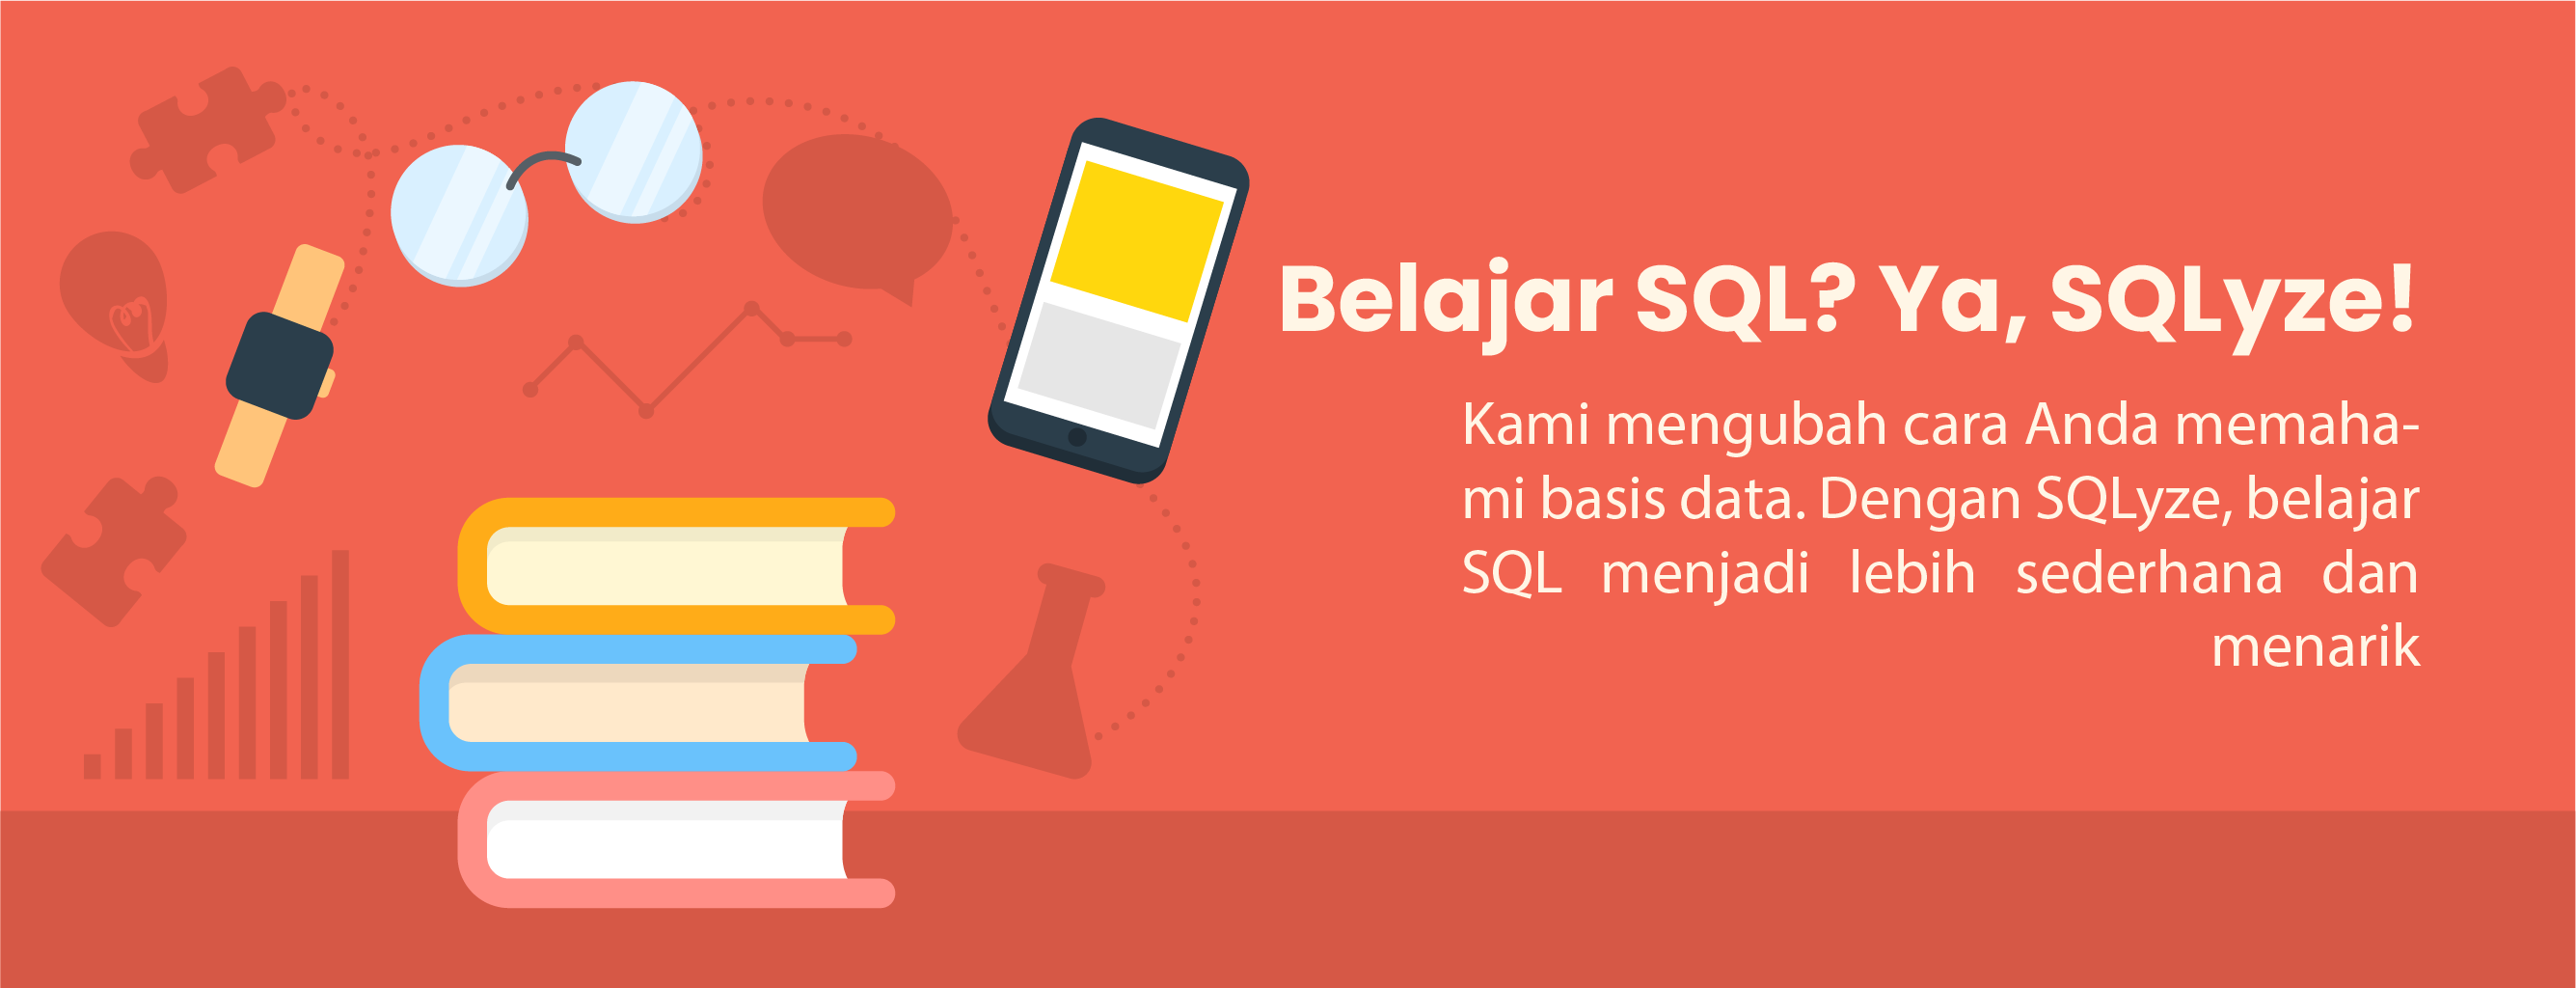 Belajar SQL? Ya, SQLyze!
Kami mengubah cara Anda memaha-
mi basis data. Dengan SQLyze, belajar
SQL menjadi lebih sederhana dan
menarik